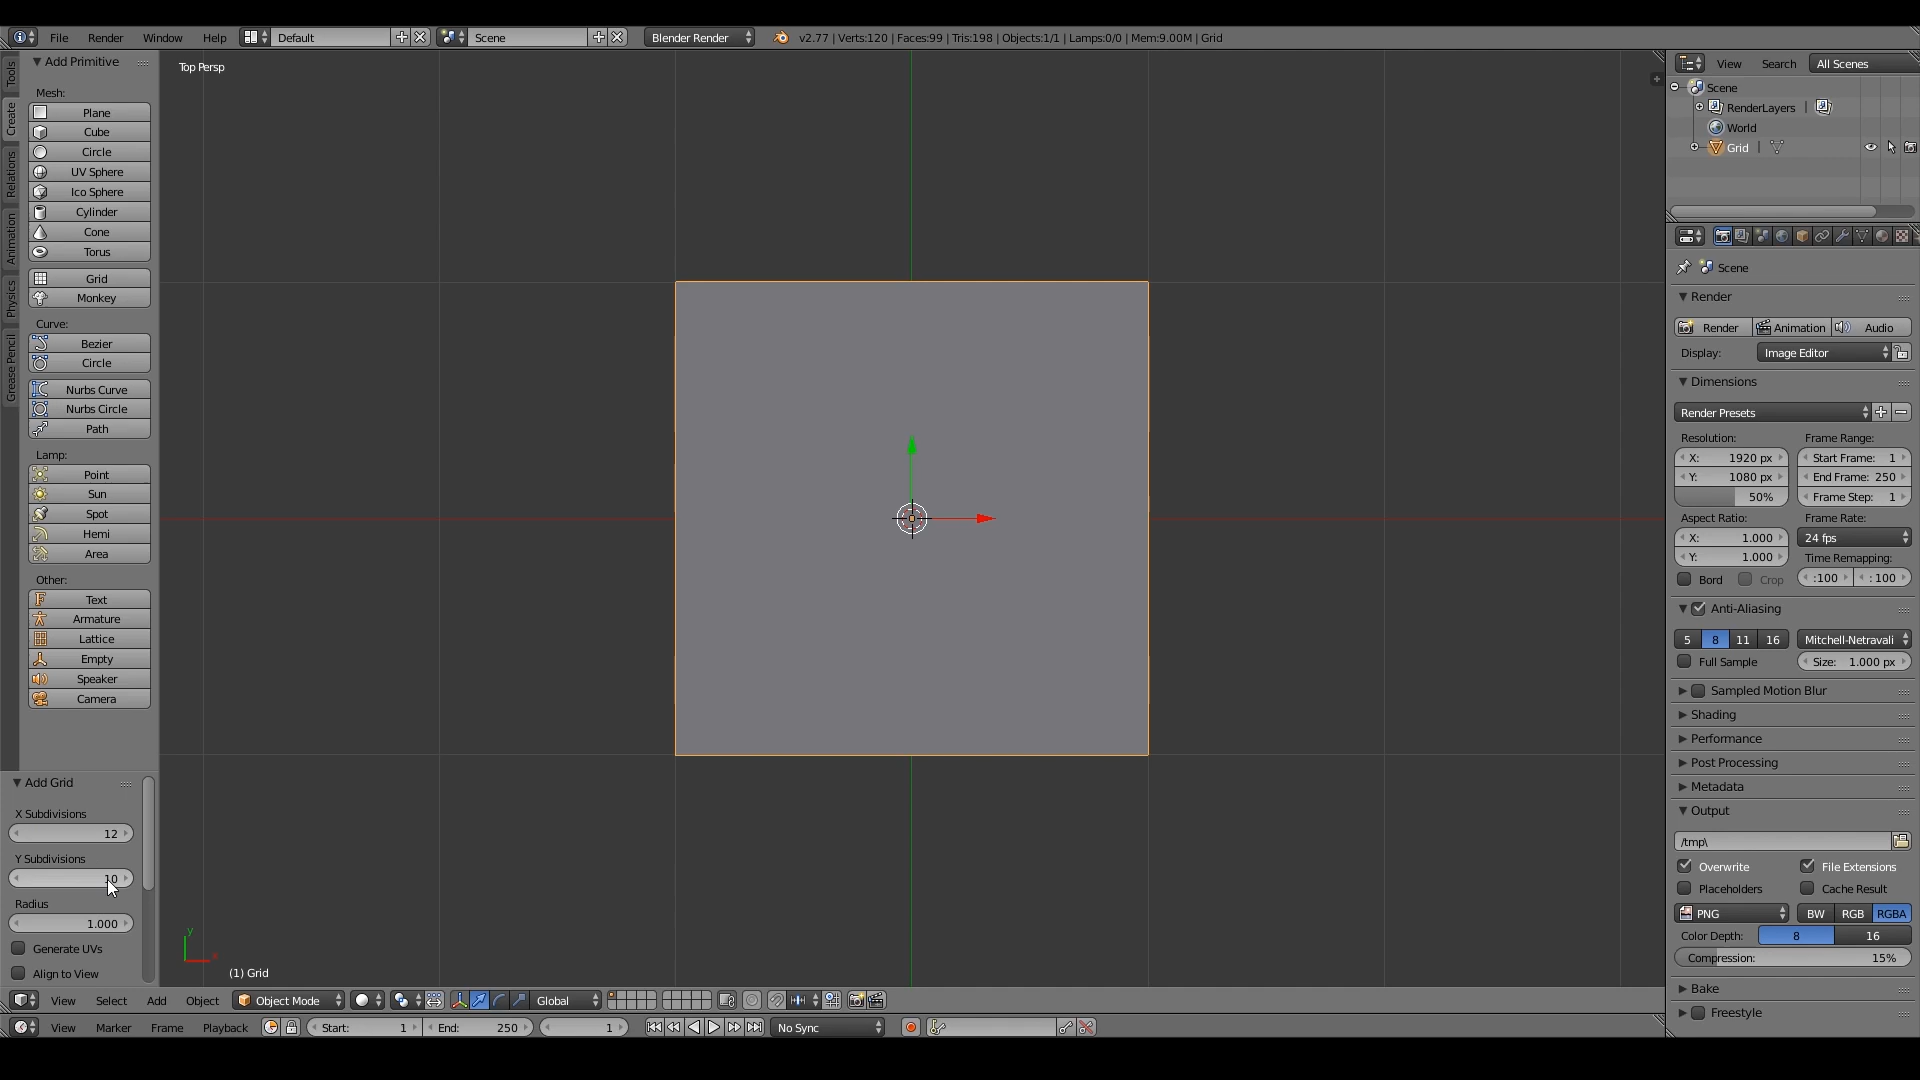 File Render Window Help Default Scene Blender Render v2.77 | Verts:120 | Faces:99 | Tris:198 | Objects:1/1 | Lamps:0/0 | Mem:9.00M | Grid
Tools
Create
Relations
Animation
Physics
Grease Pencil
Add Primitive
Mesh:
Plane
Cube
Circle
UV Sphere
Ico Sphere
Cylinder
Cone
Torus
Grid
Monkey
Curve:
Bezier
Circle
Nurbs Curve
Nurbs Circle
Path
Lamp:
Point
Sun
Spot
Hemi
Area
Other:
Text
Armature
Lattice
Empty
Speaker
Camera
Add Grid
X Subdivisions
12
Y Subdivisions
10
Radius
1.000
Generate UVs
Align to View
Top Persp
y
x
(1) Grid
View Select Add Object Object Mode Global
View Marker Frame Playback Start: 1 End: 250 1 No Sync
View Search All Scenes
Scene
RenderLayers |
World
Grid |
Scene
Render
Render Animation Audio
Display: Image Editor
Dimensions
Render Presets
Resolution: Frame Range:
X: 1920 px Start Frame: 1
Y: 1080 px End Frame: 250
50% Frame Step: 1
Aspect Ratio: Frame Rate:
X: 1.000 24 fps
Y: 1.000 Time Remapping:
Bord Crop :100 :100
Anti-Aliasing
5 8 11 16 Mitchell-Netravali
Full Sample Size: 1.000 px
Sampled Motion Blur
Shading
Performance
Post Processing
Metadata
Output
/tmp\
Overwrite File Extensions
Placeholders Cache Result
PNG BW RGB RGBA
Color Depth: 8 16
Compression: 15%
Bake
Freestyle